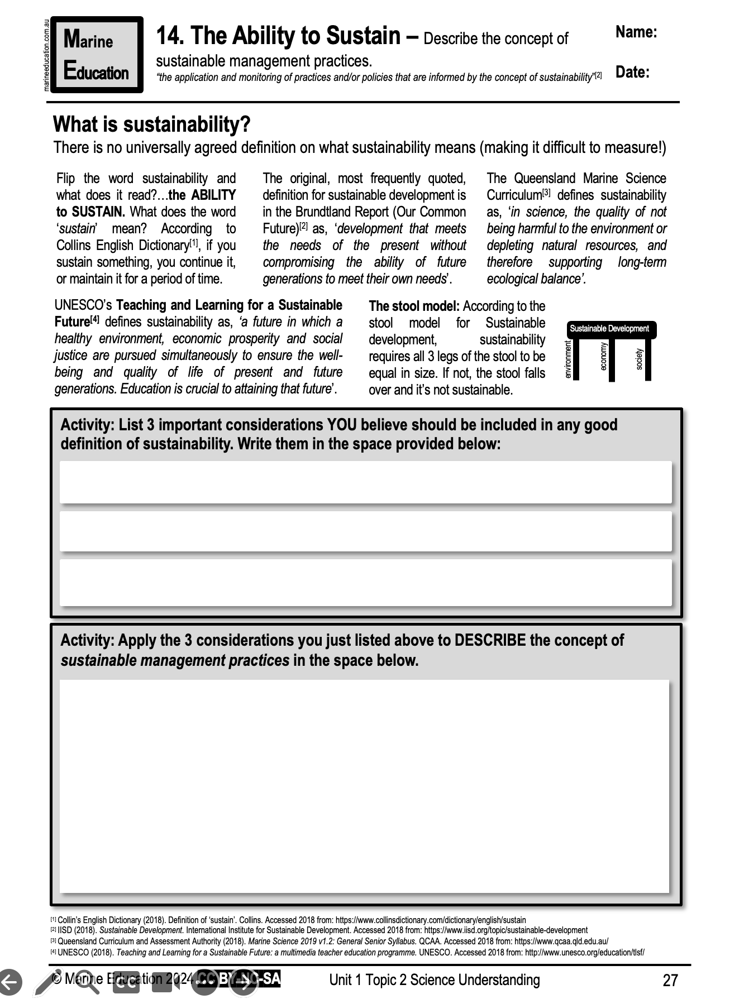 marineeducation.com.au
Marine
Education
14. The Ability to Sustain – Describe the concept of
sustainable management practices.
“the application and monitoring of practices and/or policies that are informed by the concept of sustainability”[2]
Name:
Date:
What is sustainability?
There is no universally agreed definition on what sustainability means (making it difficult to measure!)
Flip the word sustainability and
what does it read?…the ABILITY
to SUSTAIN. What does the word
‘sustain’ mean? According to
Collins English Dictionary[1], if you
sustain something, you continue it,
or maintain it for a period of time.
The original, most frequently quoted,
definition for sustainable development is
in the Brundtland Report (Our Common
Future)[2] as, ‘development that meets
the needs of the present without
compromising the ability of future
generations to meet their own needs’.
The Queensland Marine Science
Curriculum[3] defines sustainability
as, ‘in science, the quality of not
being harmful to the environment or
depleting natural resources, and
therefore supporting long-term
ecological balance’.
UNESCO’s Teaching and Learning for a Sustainable
Future[4] defines sustainability as, ‘a future in which a
healthy environment, economic prosperity and social
justice are pursued simultaneously to ensure the well-
being and quality of life of present and future
generations. Education is crucial to attaining that future’.
The stool model: According to the
stool model for Sustainable
development, sustainability
requires all 3 legs of the stool to be
equal in size. If not, the stool falls
over and it’s not sustainable.
Sustainable Development
environment
economy
society
Activity: List 3 important considerations YOU believe should be included in any good
definition of sustainability. Write them in the space provided below:
Activity: Apply the 3 considerations you just listed above to DESCRIBE the concept of
sustainable management practices in the space below.
[1] Collin’s English Dictionary (2018). Definition of ‘sustain’. Collins. Accessed 2018 from: https://www.collinsdictionary.com/dictionary/english/sustain
[2] IISD (2018). Sustainable Development. International Institute for Sustainable Development. Accessed 2018 from: https://www.iisd.org/topic/sustainable-development
[3] Queensland Curriculum and Assessment Authority (2018). Marine Science 2019 v1.2: General Senior Syllabus. QCAA. Accessed 2018 from: https://www.qcaa.qld.edu.au/
[4] UNESCO (2018). Teaching and Learning for a Sustainable Future: a multimedia teacher education programme. UNESCO. Accessed 2018 from: http://www.unesco.org/education/tlsf/
© Marine Education 2024 CC BY-NC-SA
CC
Unit 1 Topic 2 Science Understanding
27